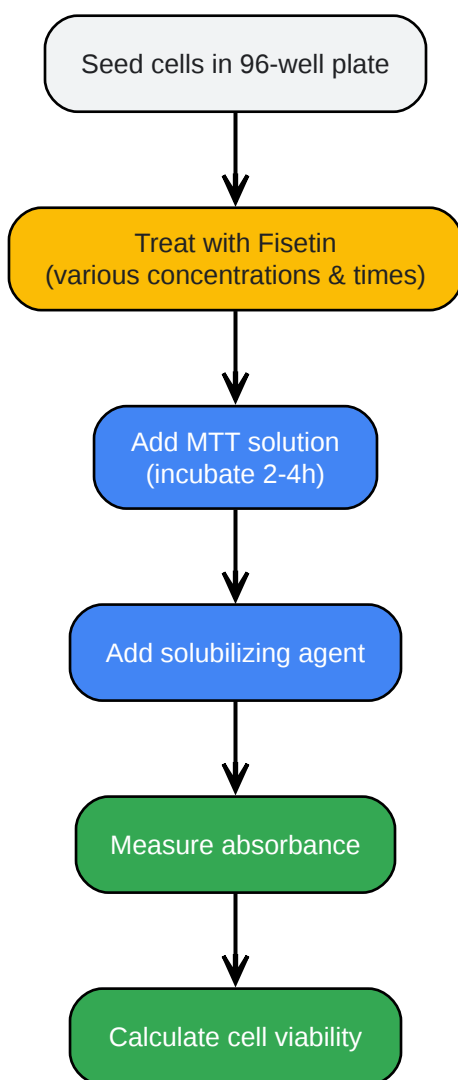 Seed cells in 96-well plate
Treat with Fisetin
(various concentrations & times)
Add MTT solution
(incubate 2-4h)
Add solubilizing agent
Measure absorbance
Calculate cell viability